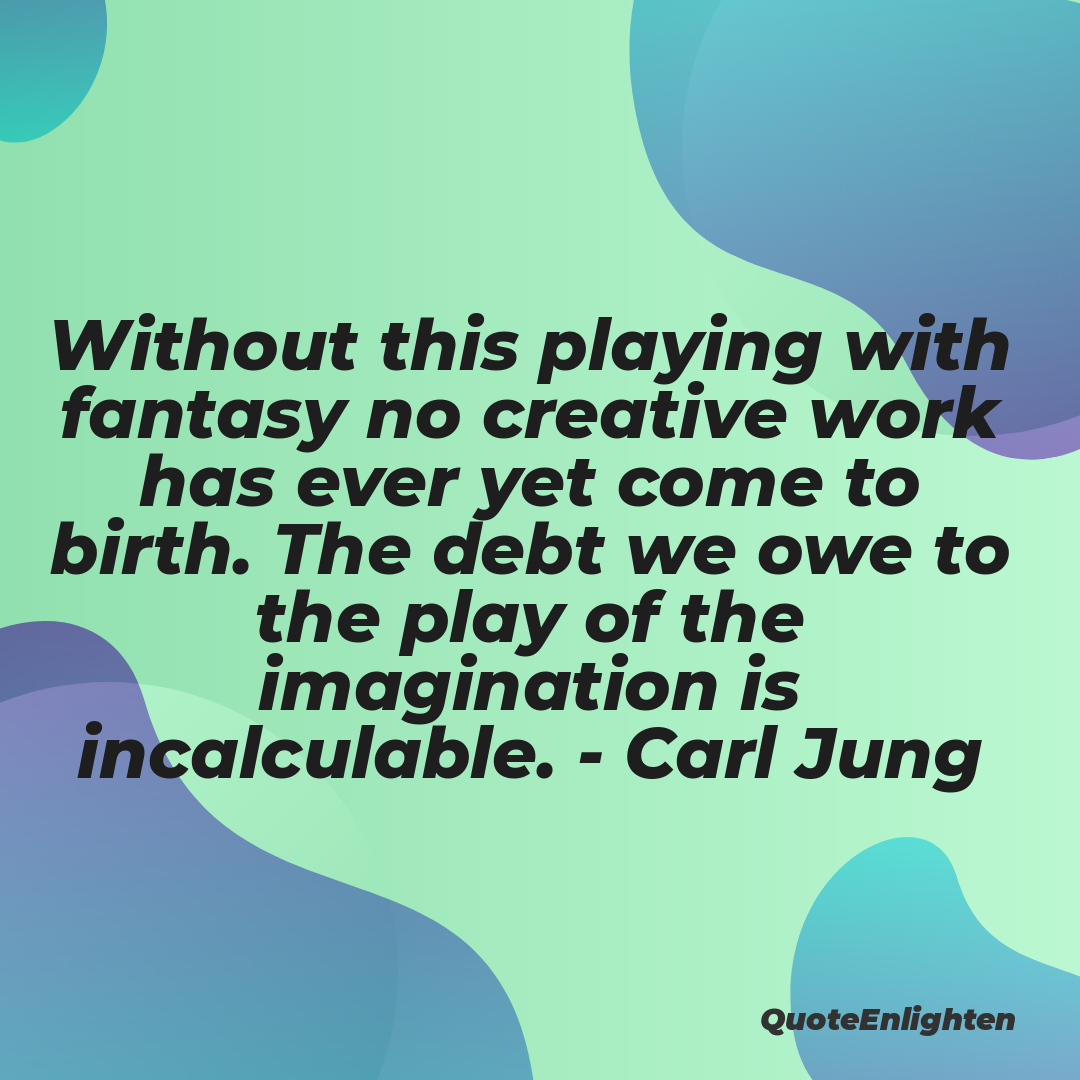 Without this playing with
fantasy no creative work
has ever yet come to
birth. The debt we owe to
the play of the
imagination is
incalculable. - Carl Jung
QuoteEnlighten